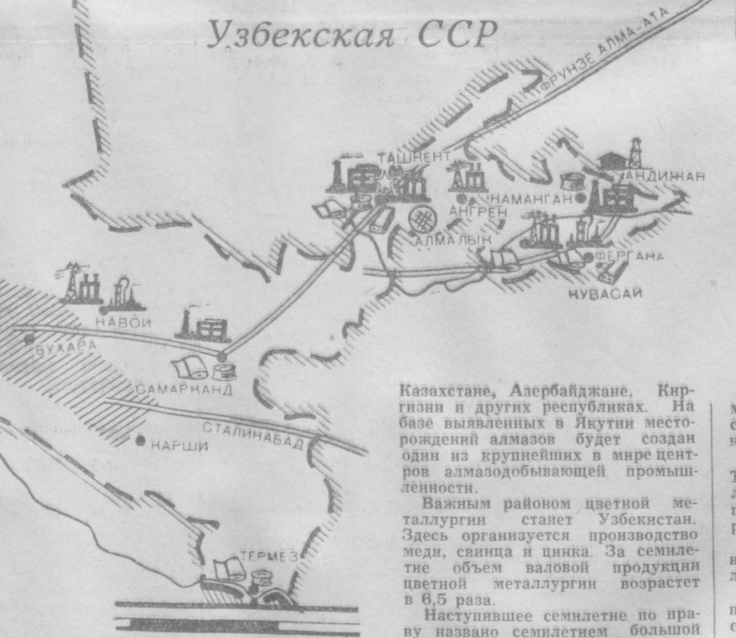 Узбекская ССР
ФРУНЗЕ АЛМА-АТА
ТАШКЕНТ
АНДИЖАН
НАМАНГАН
АНГРЕН
АЛМАЛЫК
ФЕРГАНА
КУВАСАЙ
НАВОИ
БУХАРА
САМАРКАНД
СТАЛИНАБАД
КАРШИ
ТЕРМЕЗ
Казахстане, Азербайджане, Кир-
гизии и других республиках. На
базе выявленных в Якутии место-
рождений алмазов будет создан
один из крупнейших в мире цент-
ров алмазодобывающей промыш-
ленности.
Важным районом цветной ме-
таллургии станет Узбекистан.
Здесь организуется производство
меди, свинца и цинка. За семиле-
тие объем валовой продукции
цветной металлургии возрастет
в 6,5 раза.
Наступившее семилетие по пра-
ву названо семилетием большой